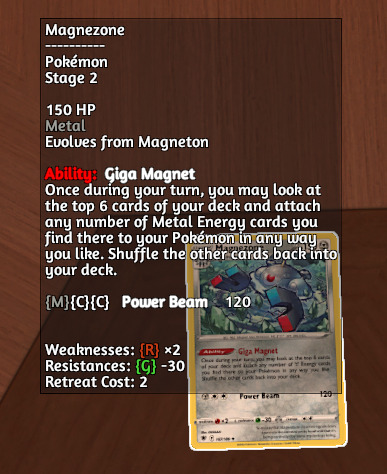 Magnezone
----------
Pokémon
Stage 2
150 HP
Metal
Evolves from Magneton
Ability: Giga Magnet
Once during your turn, you may look at
the top 6 cards of your deck and attach
any number of Metal Energy cards you
find there to your Pokémon in any way
you like. Shuffle the other cards back into
your deck.
{M}{C}{C} Power Beam 120
Weaknesses: {R} ×2
Resistances: {G} -30
Retreat Cost: 2
Magnezone
Ability Giga Magnet
Power Beam 120